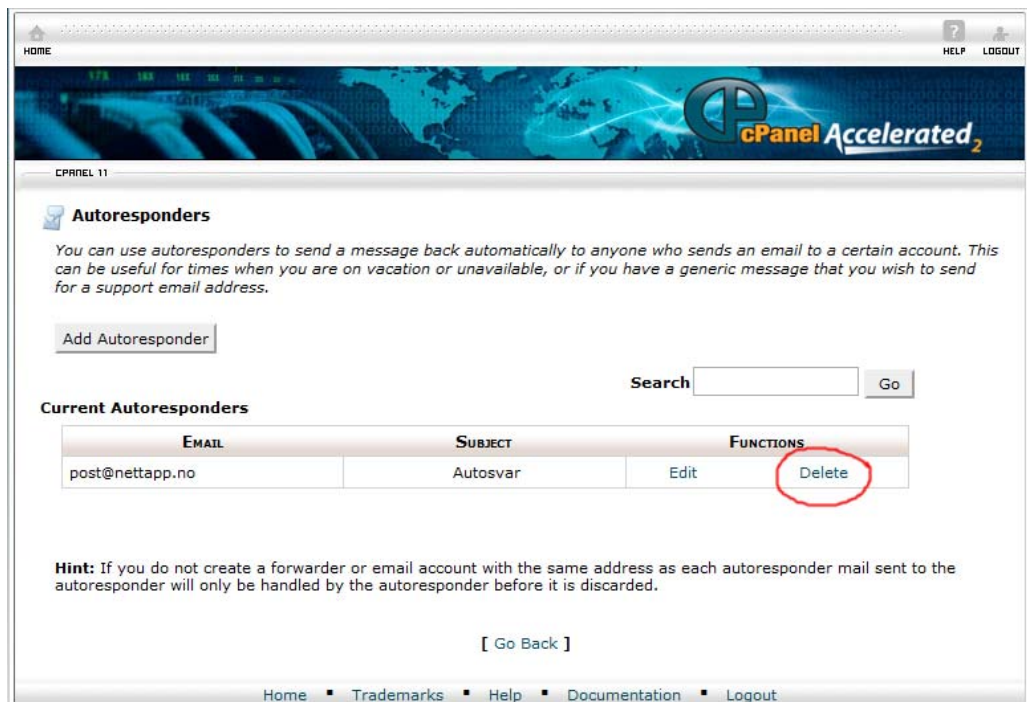 HOME
?
HELP LOGOUT
cPanel Accelerated2
CPANEL 11
Autoresponders
You can use autoresponders to send a message back automatically to anyone who sends an email to a certain account. This
can be useful for times when you are on vacation or unavailable, or if you have a generic message that you wish to send
for a support email address.
Add Autoresponder
Search Go
Current Autoresponders
EMAIL SUBJECT FUNCTIONS
post@nettapp.no Autosvar Edit Delete
Hint: If you do not create a forwarder or email account with the same address as each autoresponder mail sent to the
autoresponder will only be handled by the autoresponder before it is discarded.
[ Go Back ]
Home ▪ Trademarks ▪ Help ▪ Documentation ▪ Logout